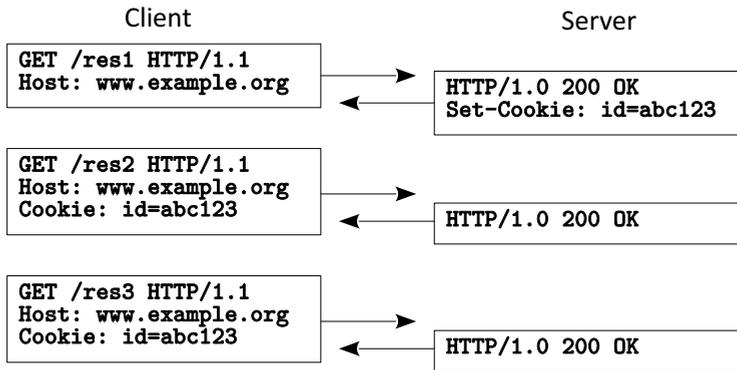 Client
Server
GET /res1 HTTP/1.1
Host: www.example.org
HTTP/1.0 200 OK
Set-Cookie: id=abc123
GET /res2 HTTP/1.1
Host: www.example.org
Cookie: id=abc123
HTTP/1.0 200 OK
GET /res3 HTTP/1.1
Host: www.example.org
Cookie: id=abc123
HTTP/1.0 200 OK